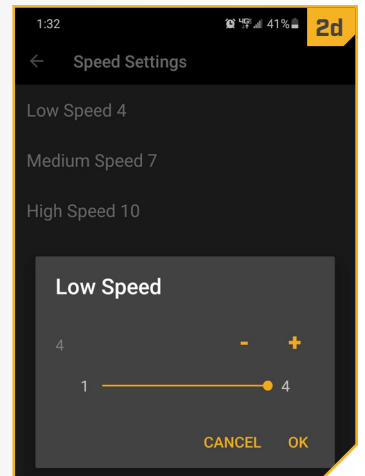 1:32 41% 2d
← Speed Settings
Low Speed 4
Medium Speed 7
High Speed 10
Low Speed
4 - +
1 4
CANCEL OK